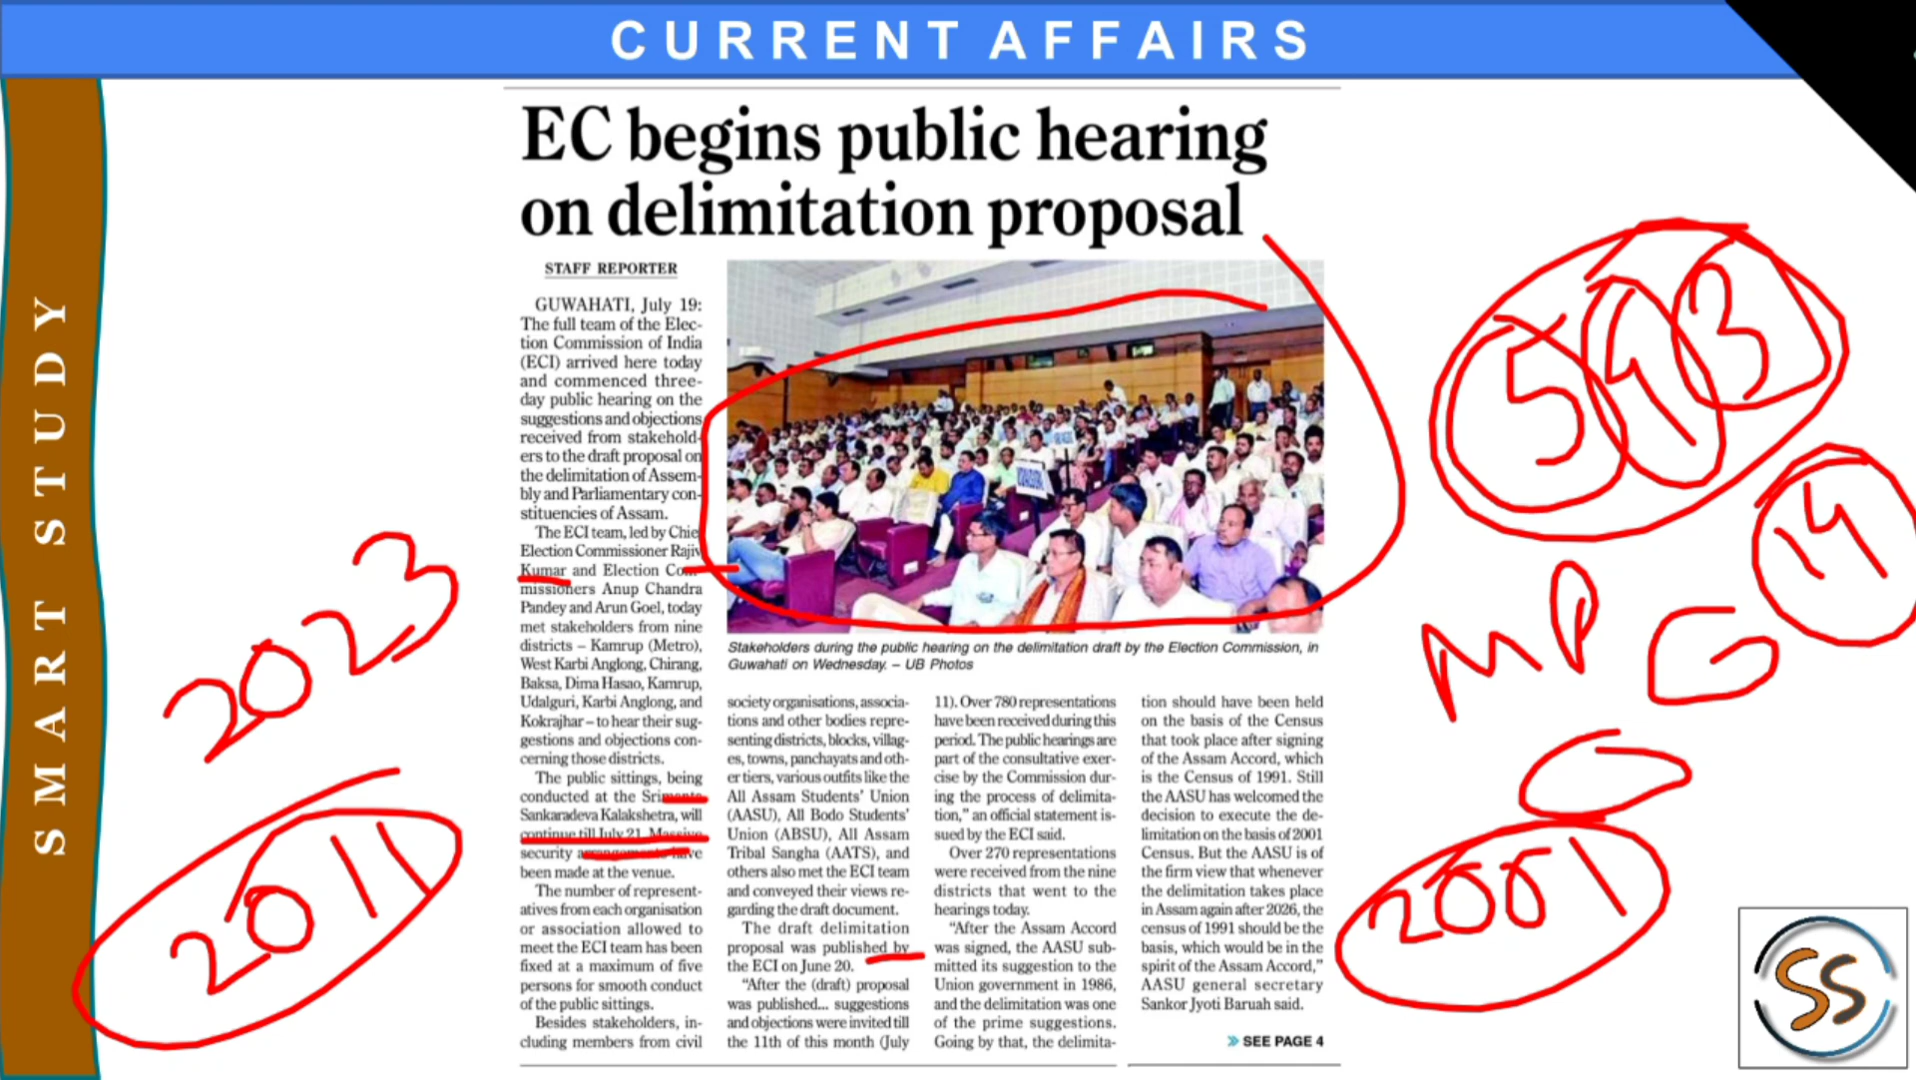 CURRENT AFFAIRS
SMART STUDY
EC begins public hearing
on delimitation proposal
STAFF REPORTER
GUWAHATI, July 19:
The full team of the Elec-
tion Commission of India
(ECI) arrived here today
and commenced three-
day public hearing on the
suggestions and objections
received from stakehold-
ers to the draft proposal on
the delimitation of Assem-
bly and Parliamentary con-
stituencies of Assam.
The ECI team, led by Chie
Election Commissioner Rajiv
Kumar and Election Com-
missioners Anup Chandra
Pandey and Arun Goel, today
met stakeholders from nine
districts – Kamrup (Metro),
West Karbi Anglong, Chirang,
Baksa, Dima Hasao, Kamrup,
Udalguri, Karbi Anglong, and
Kokrajhar – to hear their sug-
gestions and objections con-
cerning those districts.
The public sittings, being
conducted at the Srimanta
Sankaradeva Kalakshetra, will
continue till July 21. Massive
security arrangements have
been made at the venue.
The number of represent-
atives from each organisation
or association allowed to
meet the ECI team has been
fixed at a maximum of five
persons for smooth conduct
of the public sittings.
Besides stakeholders, in-
cluding members from civil
Stakeholders during the public hearing on the delimitation draft by the Election Commission, in
Guwahati on Wednesday. – UB Photos
society organisations, associa-
tions and other bodies repre-
senting districts, blocks, villag-
es, towns, panchayats and oth-
er tiers, various outfits like the
All Assam Students' Union
(AASU), All Bodo Students'
Union (ABSU), All Assam
Tribal Sangha (AATS), and
others also met the ECI team
and conveyed their views re-
garding the draft document.
The draft delimitation
proposal was published by
the ECI on June 20.
“After the (draft) proposal
was published... suggestions
and objections were invited till
the 11th of this month (July
11). Over 780 representations
have been received during this
period. The public hearings are
part of the consultative exer-
cise by the Commission dur-
ing the process of delimita-
tion,” an official statement is-
sued by the ECI said.
Over 270 representations
were received from the nine
districts that went to the
hearings today.
“After the Assam Accord
was signed, the AASU sub-
mitted its suggestion to the
Union government in 1986,
and the delimitation was one
of the prime suggestions.
Going by that, the delimita-
tion should have been held
on the basis of the Census
that took place after signing
of the Assam Accord, which
is the Census of 1991. Still
the AASU has welcomed the
decision to execute the de-
limitation on the basis of 2001
Census. But the AASU is of
the firm view that whenever
the delimitation takes place
in Assam again after 2026, the
census of 1991 should be the
basis, which would be in the
spirit of the Assam Accord,”
AASU general secretary
Sankor Jyoti Baruah said.
SEE PAGE 4
2023
2011
543
14
MP
2001
SS